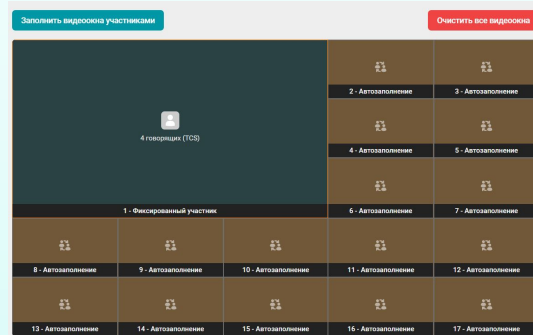 Заполнить видеоокна участниками
Очистить все видеоокна
4 говорящих (TCS)
1 - Фиксированный участник
2 - Автозаполнение
3 - Автозаполнение
4 - Автозаполнение
5 - Автозаполнение
6 - Автозаполнение
7 - Автозаполнение
8 - Автозаполнение
9 - Автозаполнение
10 - Автозаполнение
11 - Автозаполнение
12 - Автозаполнение
13 - Автозаполнение
14 - Автозаполнение
15 - Автозаполнение
16 - Автозаполнение
17 - Автозаполнение